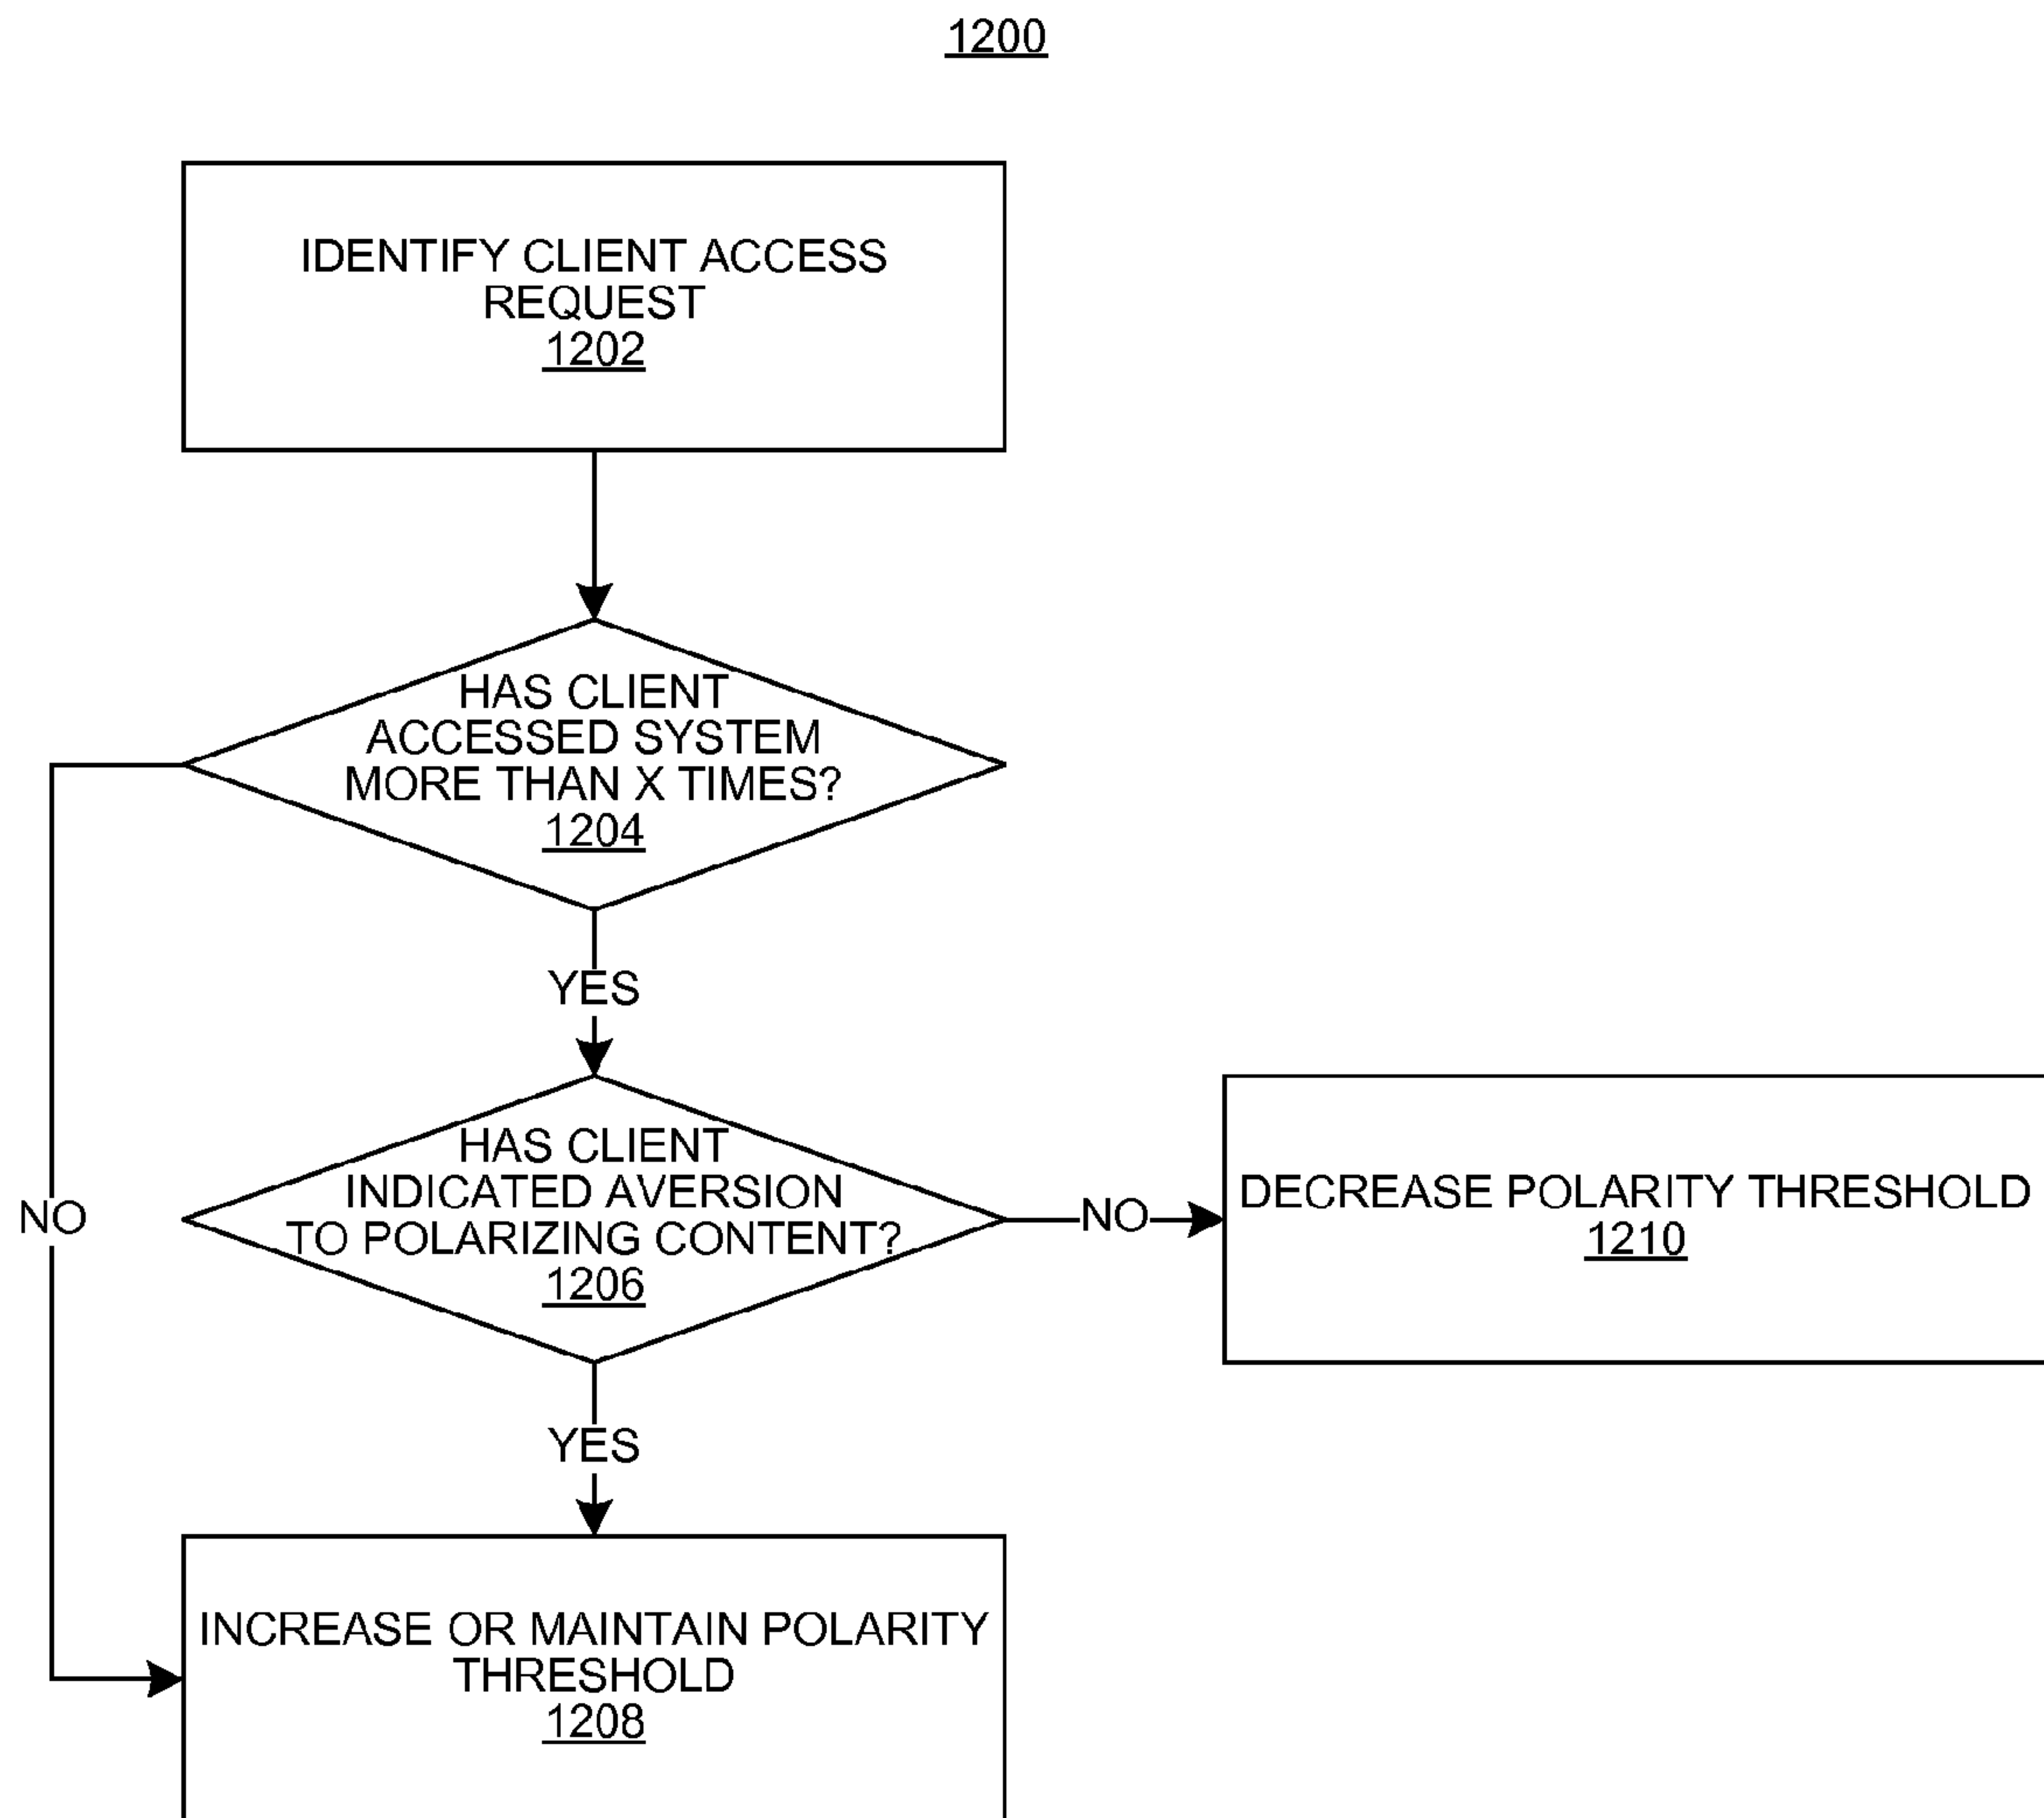 1200
IDENTIFY CLIENT ACCESS
REQUEST
1202
HAS CLIENT
ACCESSED SYSTEM
MORE THAN X TIMES?
1204
YES
HAS CLIENT
INDICATED AVERSION
TO POLARIZING CONTENT?
1206
NO
NO
DECREASE POLARITY THRESHOLD
1210
YES
INCREASE OR MAINTAIN POLARITY
THRESHOLD
1208